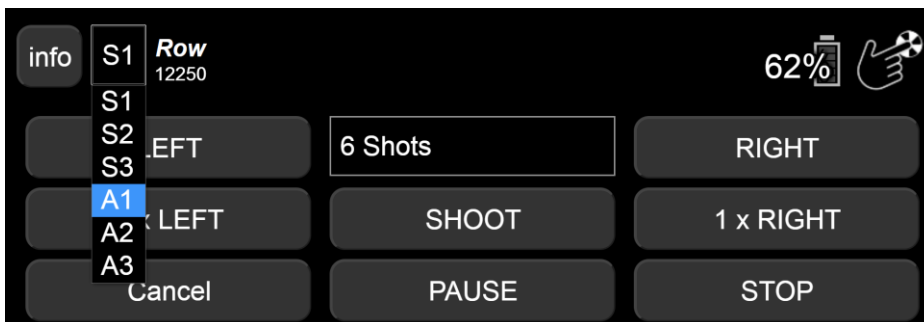 info
S1
Row
12250
62%
S1
S2
S3
A1
A2
A3
LEFT
6 Shots
RIGHT
x LEFT
SHOOT
1 x RIGHT
Cancel
PAUSE
STOP